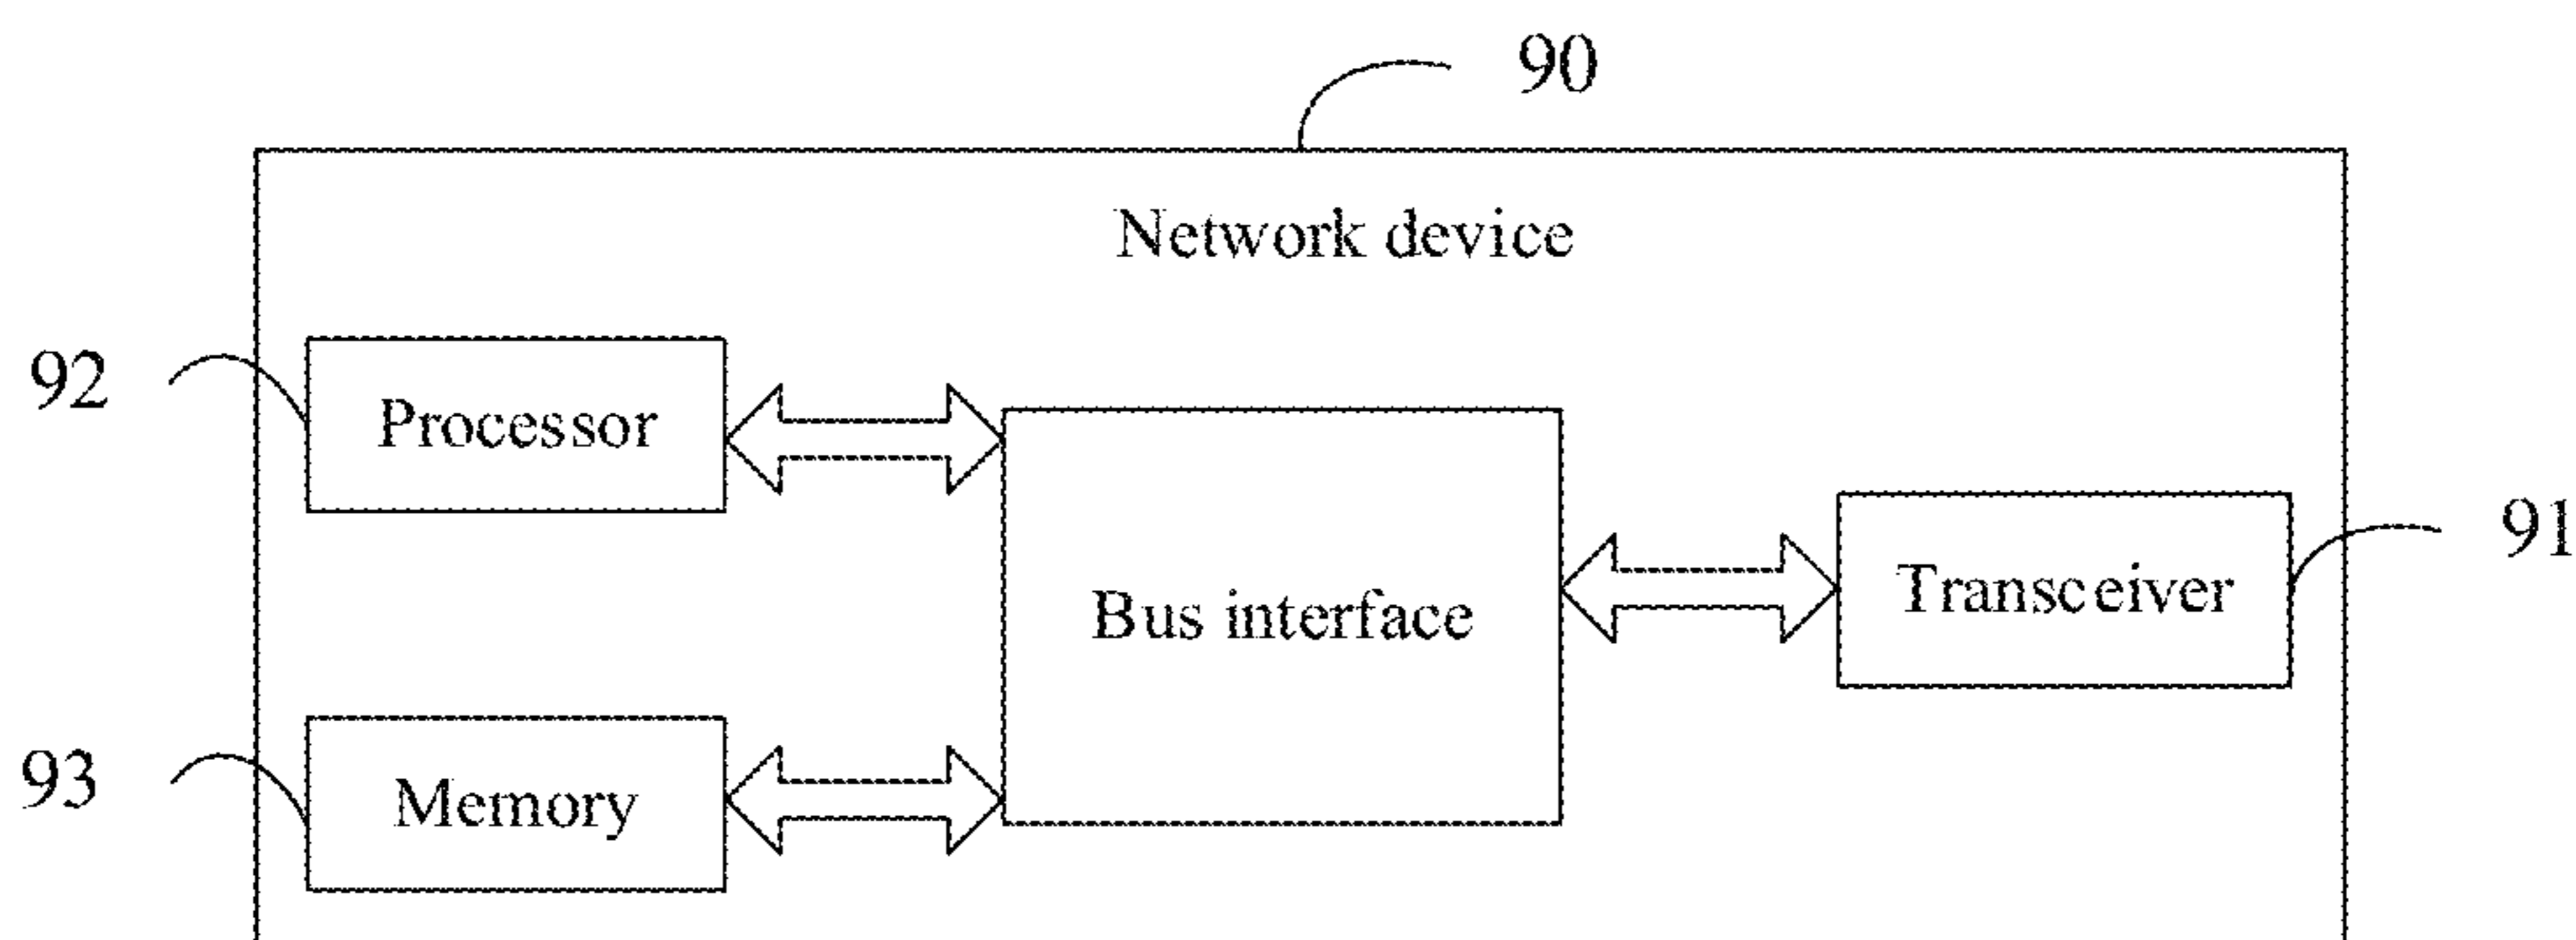 90
Network device
92
Processor
91
Transceiver
Bus interface
93
Memory